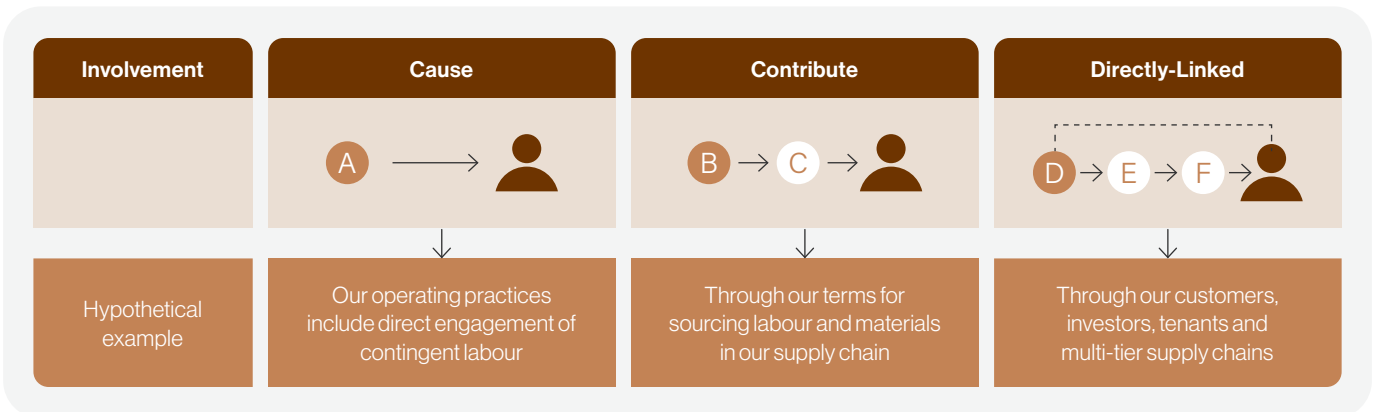 Involvement
Cause
Contribute
Directly-Linked
A
B
C
D
E
F
Hypothetical
example
Our operating practices
include direct engagement of
contingent labour
Through our terms for
sourcing labour and materials
in our supply chain
Through our customers,
investors, tenants and
multi-tier supply chains